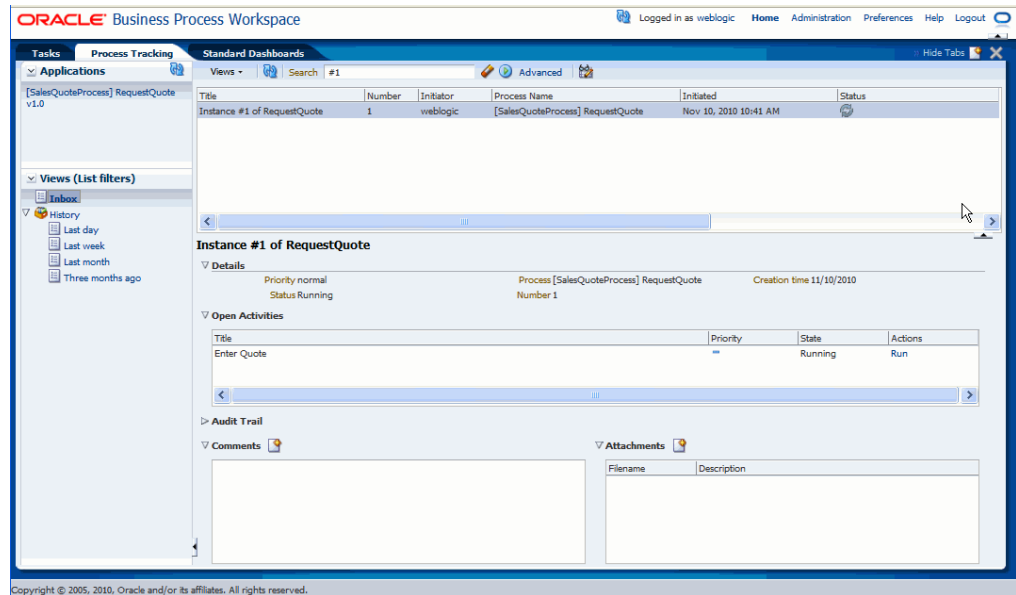 ORACLE® Business Process Workspace
Logged in as weblogic Home Administration Preferences Help Logout
Tasks Process Tracking Standard Dashboards Hide Tabs
Applications
[SalesQuoteProcess] RequestQuote
v1.0
Views Search #1 Advanced
Title Number Initiator Process Name Initiated Status
Instance #1 of RequestQuote 1 weblogic [SalesQuoteProcess] RequestQuote Nov 10, 2010 10:41 AM
Views (List filters)
Inbox
History
Last day
Last week
Last month
Three months ago
Instance #1 of RequestQuote
Details
Priority normal Process [SalesQuoteProcess] RequestQuote Creation time 11/10/2010
Status Running Number 1
Open Activities
Title Priority State Actions
Enter Quote Running Run
Audit Trail
Comments Attachments
Filename Description
Copyright © 2005, 2010, Oracle and/or its affiliates. All rights reserved.